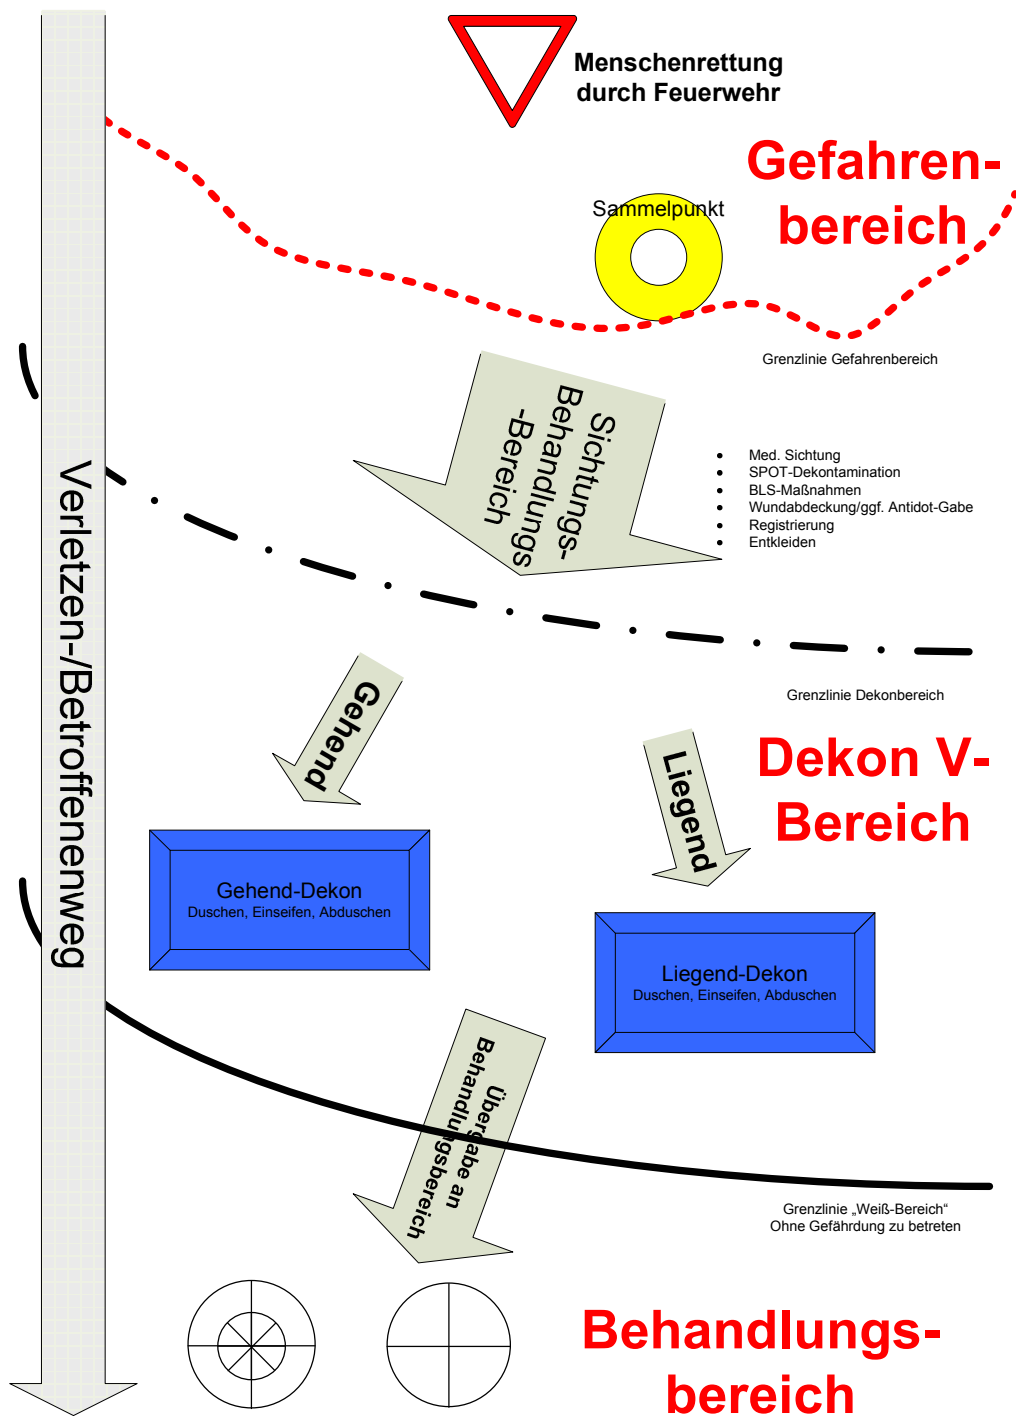 Menschenrettung
durch Feuerwehr
Gefahren-
bereich
Sammelpunkt
Grenzlinie Gefahrenbereich
Sichtungs-
Behandlungs
-Bereich
• Med. Sichtung
• SPOT-Dekontamination
• BLS-Maßnahmen
• Wundabdeckung/ggf. Antidot-Gabe
• Registrierung
• Entkleiden
Verletzen-/Betroffenenweg
Grenzlinie Dekonbereich
Gehend
Liegend
Dekon V-
Bereich
Gehend-Dekon
Duschen, Einseifen, Abduschen
Liegend-Dekon
Duschen, Einseifen, Abduschen
Übergabe an
Behandlungsbereich
Grenzlinie „Weiß-Bereich“
Ohne Gefährdung zu betreten
Behandlungs-
bereich